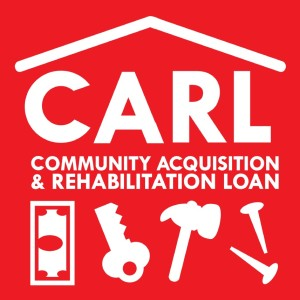 CARL
COMMUNITY ACQUISITION
& REHABILITATION LOAN